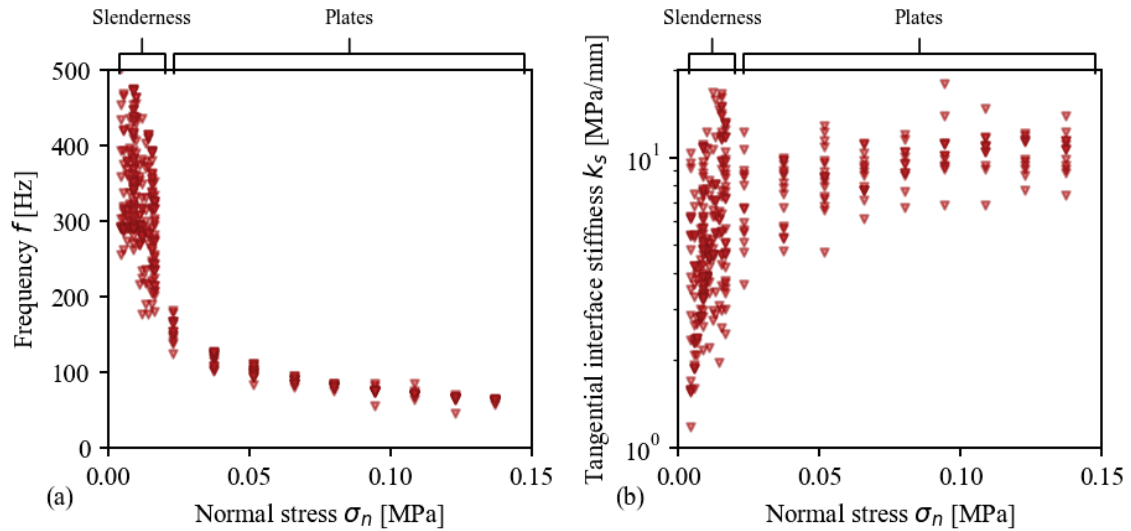 Slenderness Plates
500
400
300
200
100
0
Frequency f [Hz]
0.00 0.05 0.10 0.15
(a)
Normal stress σn [MPa]
Slenderness Plates
10^1
10^0
Tangential interface stiffness ks [MPa/mm]
0.00 0.05 0.10 0.15
(b)
Normal stress σn [MPa]